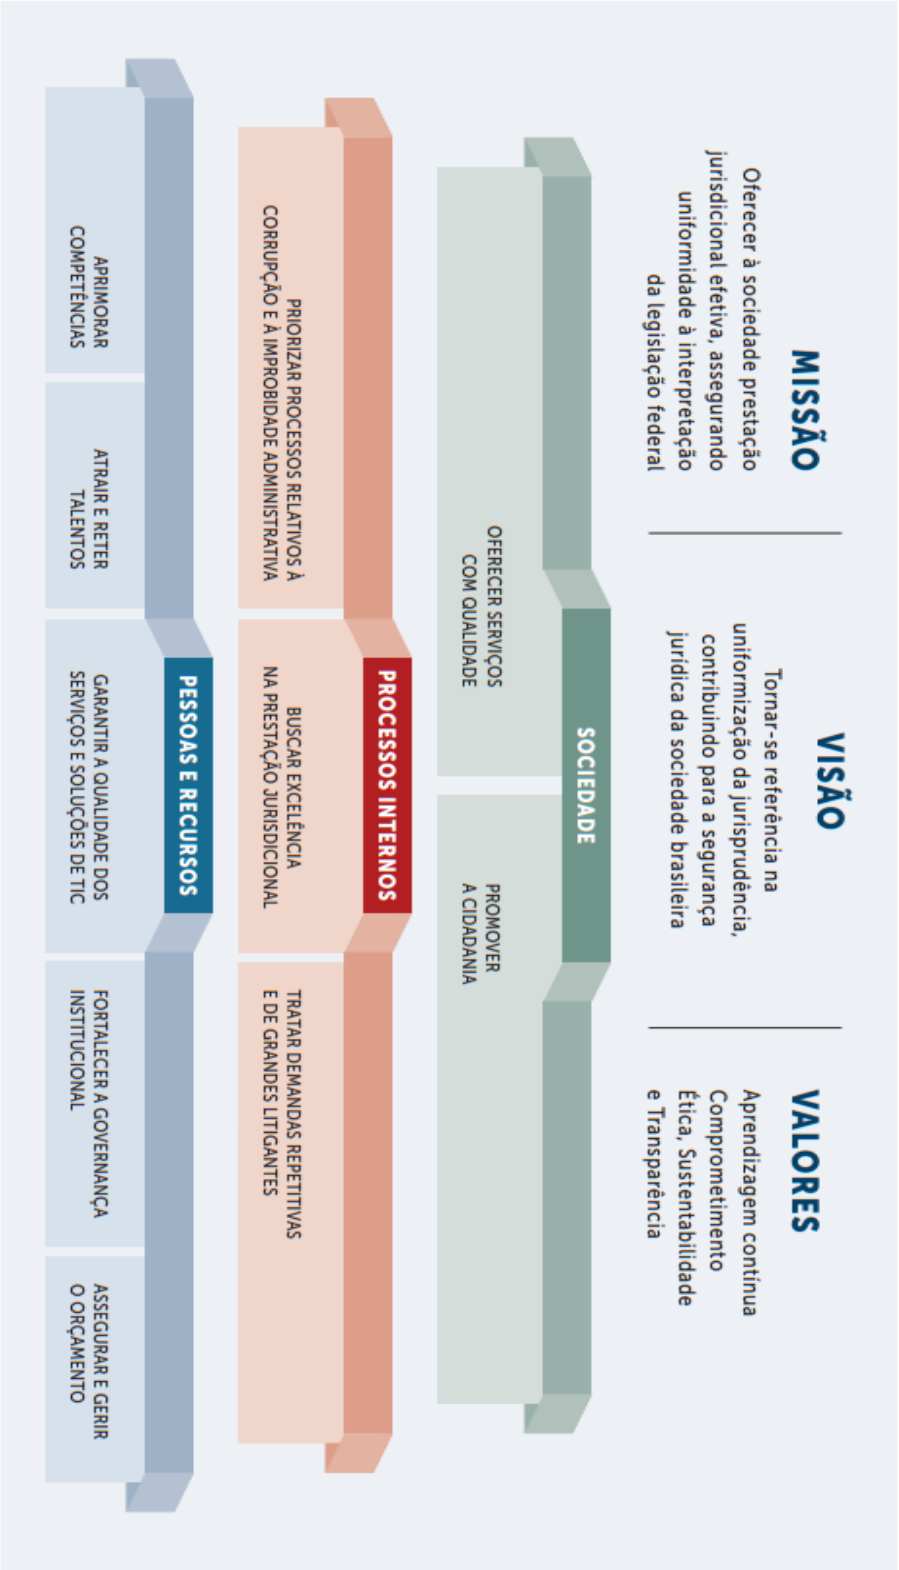 MISSÃO
Oferecer à sociedade prestação
jurisdicional efetiva, assegurando
uniformidade à interpretação
da legislação federal
VISÃO
Tornar-se referência na
uniformização da jurisprudência,
contribuindo para a segurança
jurídica da sociedade brasileira
VALORES
Aprendizagem contínua
Comprometimento
Ética, Sustentabilidade
e Transparência
SOCIEDADE
OFERECER SERVIÇOS
COM QUALIDADE
PROMOVER
A CIDADANIA
PROCESSOS INTERNOS
PRIORIZAR PROCESSOS RELATIVOS À
CORRUPÇÃO E À IMPROBIDADE ADMINISTRATIVA
BUSCAR EXCELÊNCIA
NA PRESTAÇÃO JURISDICIONAL
TRATAR DEMANDAS REPETITIVAS
E DE GRANDES LITIGANTES
PESSOAS E RECURSOS
APRIMORAR
COMPETÊNCIAS
ATRAIR E RETER
TALENTOS
GARANTIR A QUALIDADE DOS
SERVIÇOS E SOLUÇÕES DE TIC
FORTALECER A GOVERNANÇA
INSTITUCIONAL
ASSEGURAR E GERIR
O ORÇAMENTO